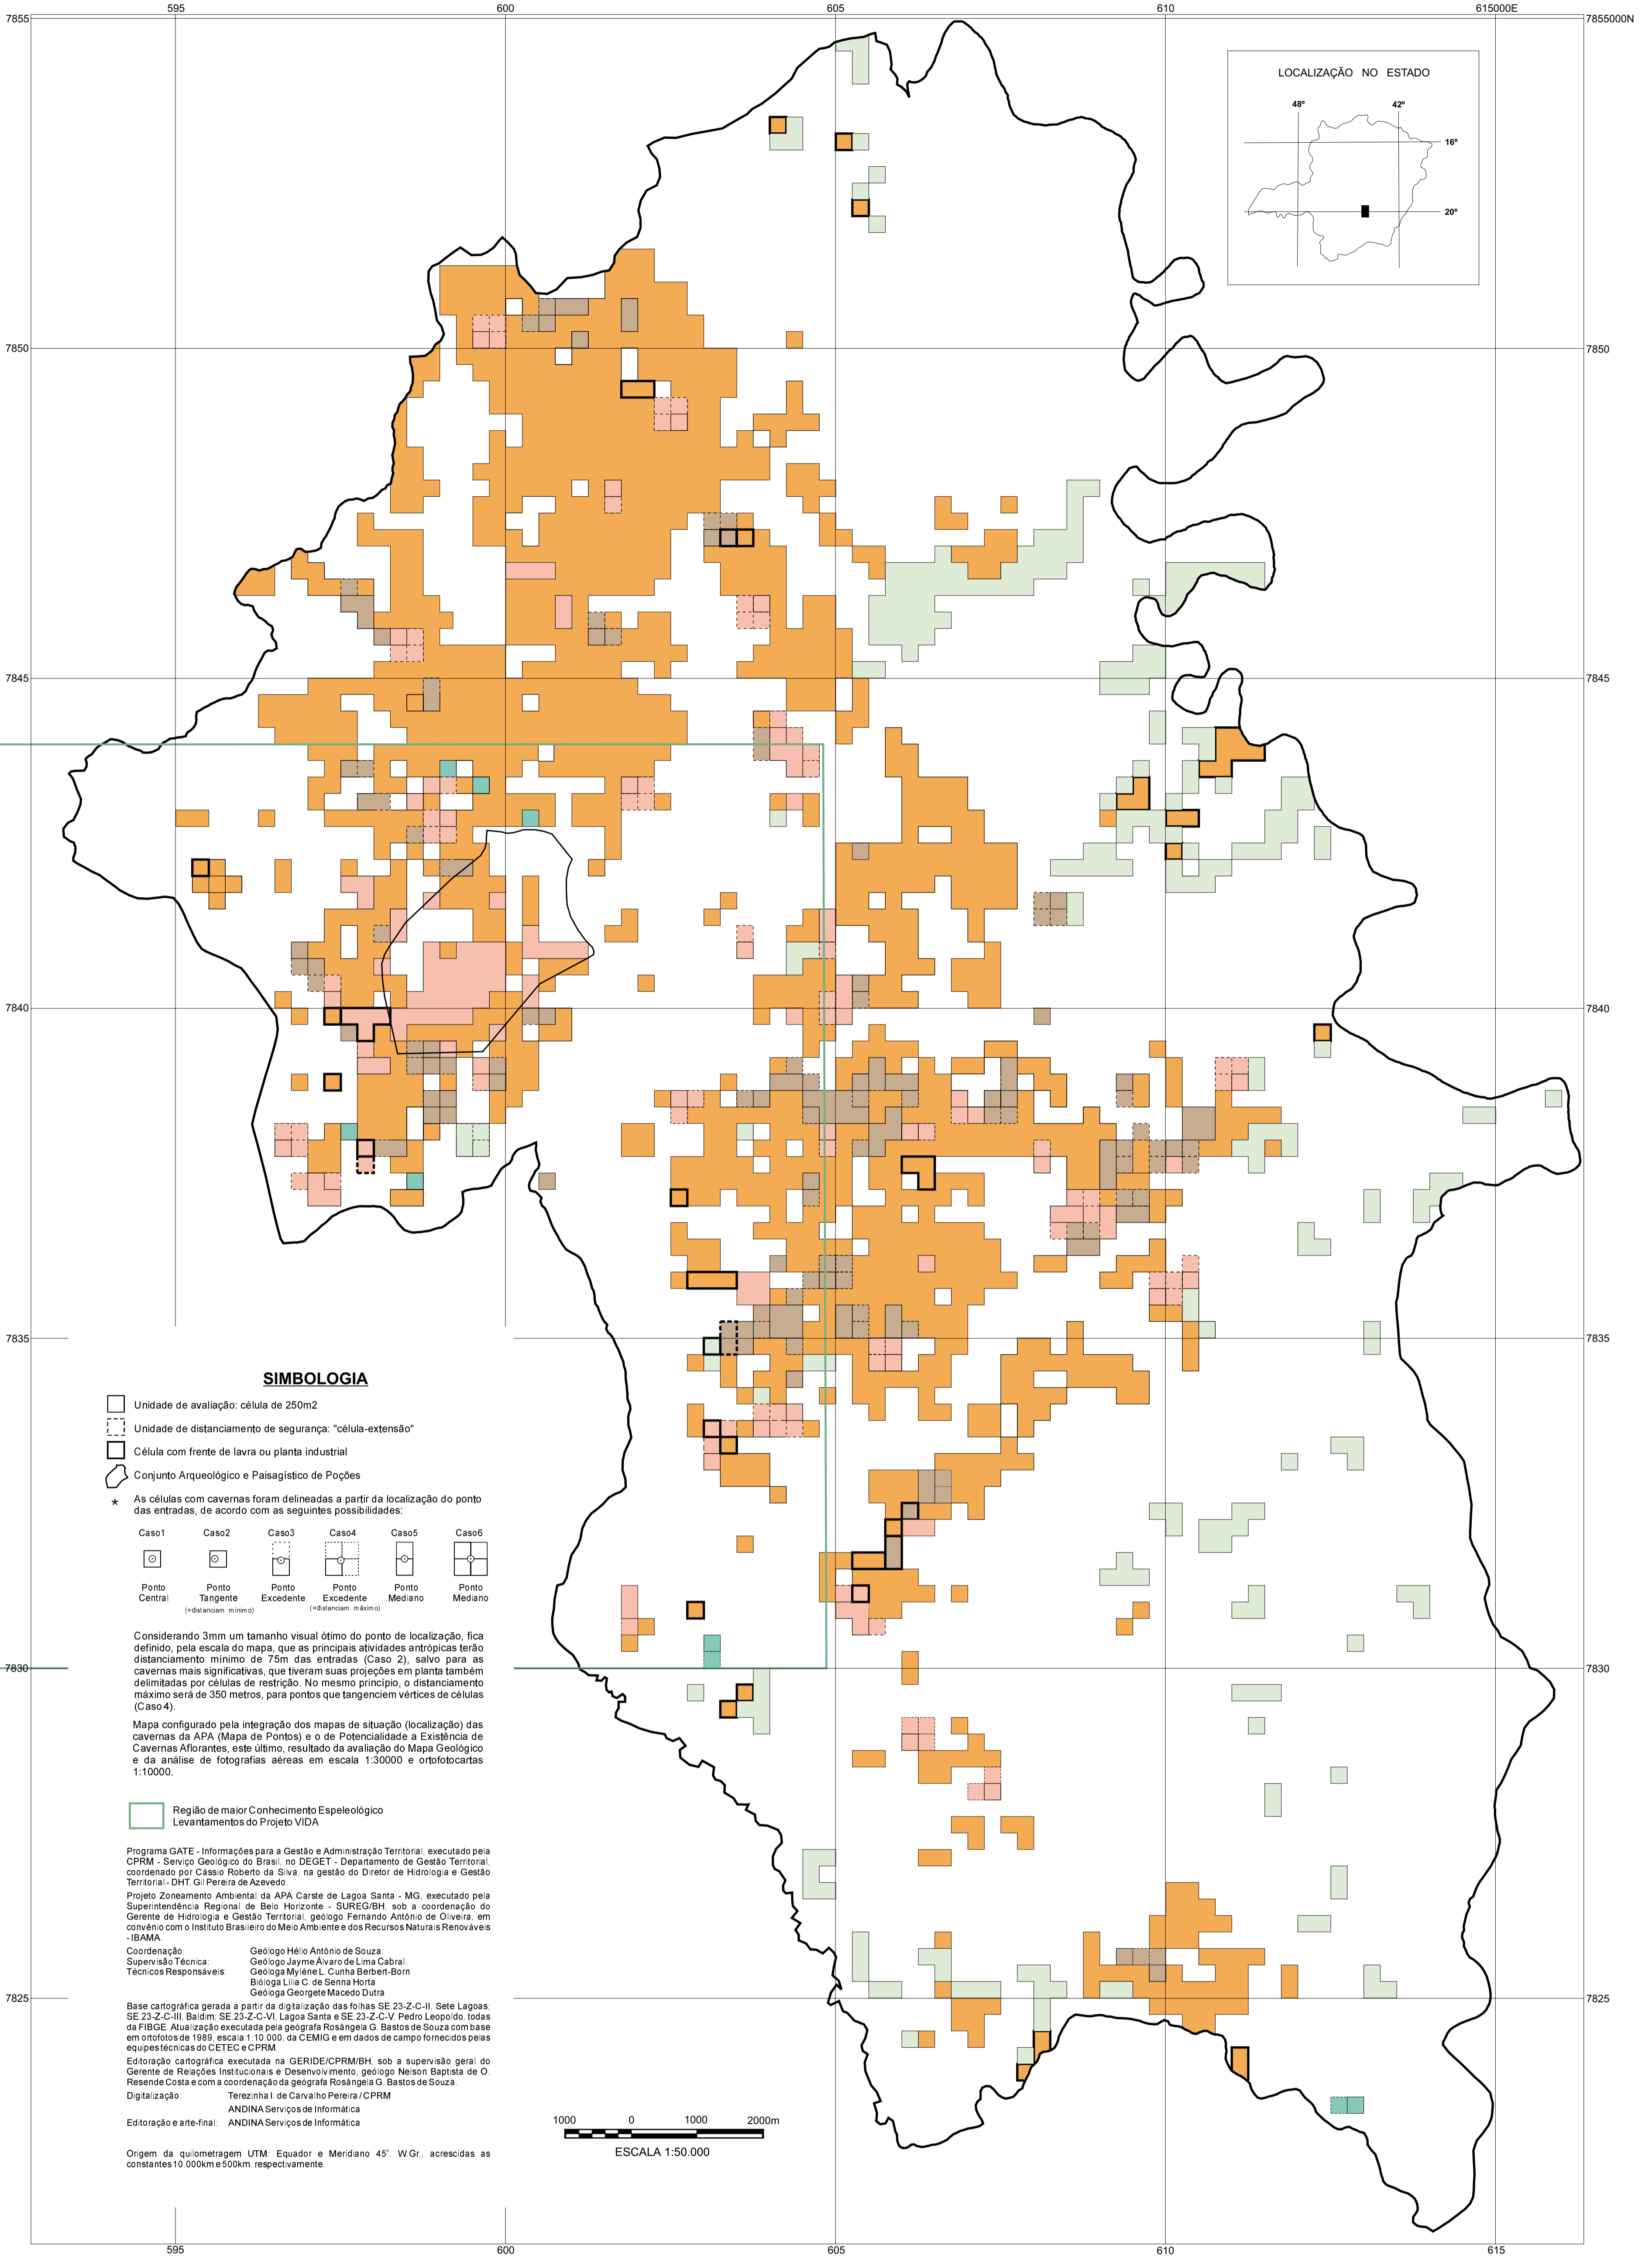 595 600 605 610 615000E
7855 7855000N
LOCALIZAÇÃO NO ESTADO
48º 42º
16º
20º
7850 7850
7845 7845
7840 7840
7835 7835
SIMBOLOGIA
Unidade de avaliação: célula de 250m2
Unidade de distanciamento de segurança: "célula-extensão"
Célula com frente de lavra ou planta industrial
Conjunto Arqueológico e Paisagístico de Poções
* As células com cavernas foram delineadas a partir da localização do ponto
das entradas, de acordo com as seguintes possibilidades:
Caso1 Caso2 Caso3 Caso4 Caso5 Caso6
Ponto Ponto Ponto Ponto Ponto Ponto
Central Tangente Excedente Excedente Mediano Mediano
(=distanciam. mínimo) (=distanciam. máximo)
Considerando 3mm um tamanho visual ótimo do ponto de localização, fica
definido, pela escala do mapa, que as principais atividades antrópicas terão
distanciamento mínimo de 75m das entradas (Caso 2), salvo para as
cavernas mais significativas, que tiveram suas projeções em planta também
delimitadas por células de restrição. No mesmo princípio, o distanciamento
máximo será de 350 metros, para pontos que tangenciem vértices de células
(Caso 4).
7830 7830
Mapa configurado pela integração dos mapas de situação (localização) das
cavernas da APA (Mapa de Pontos) e o de Potencialidade a Existência de
Cavernas Aflorantes, este último, resultado da avaliação do Mapa Geológico
e da análise de fotografias aéreas em escala 1:30000 e ortofotocartas
1:10000.
Região de maior Conhecimento Espeleológico
Levantamentos do Projeto VIDA
Programa GATE - Informações para a Gestão e Administração Territorial, executado pela
CPRM - Serviço Geológico do Brasil, no DEGET - Departamento de Gestão Territorial,
coordenado por Cássio Roberto da Silva, na gestão do Diretor de Hidrologia e Gestão
Territorial - DHT, Gil Pereira de Azevedo.
Projeto Zoneamento Ambiental da APA Carste de Lagoa Santa - MG, executado pela
Superintendência Regional de Belo Horizonte - SUREG/BH, sob a coordenação do
Gerente de Hidrologia e Gestão Territorial, geólogo Fernando Antônio de Oliveira, em
convênio com o Instituto Brasileiro do Meio Ambiente e dos Recursos Naturais Renováveis
- IBAMA.
Coordenação: Geólogo Hélio Antônio de Souza.
Supervisão Técnica: Geólogo Jayme Álvaro de Lima Cabral.
Técnicos Responsáveis: Geóloga Mylène L. Cunha Berbert-Born
Bióloga Lília C. de Senna Horta
Geóloga Georgete Macedo Dutra
7825 7825
Base cartográfica gerada a partir da digitalização das folhas SE.23-Z-C-II, Sete Lagoas;
SE.23-Z-C-III, Baldim; SE.23-Z-C-VI, Lagoa Santa e SE.23-Z-C-V, Pedro Leopoldo, todas
da FIBGE. Atualização executada pela geógrafa Rosângela G. Bastos de Souza com base
em ortofotos de 1989, escala 1:10.000, da CEMIG e em dados de campo fornecidos pelas
equipes técnicas do CETEC e CPRM.
Editoração cartográfica executada na GERIDE/CPRM/BH, sob a supervisão geral do
Gerente de Relações Institucionais e Desenvolvimento, geólogo Nelson Baptista de O.
Resende Costa e com a coordenação da geógrafa Rosângela G. Bastos de Souza.
Digitalização: Terezinha I. de Carvalho Pereira / CPRM
ANDINA Serviços de Informática
Editoração e arte-final: ANDINA Serviços de Informática
1000 0 1000 2000m
ESCALA 1:50.000
Origem da quilometragem UTM: Equador e Meridiano 45°. W.Gr., acrescidas as
constantes 10.000km e 500km, respectivamente.
595 600 605 610 615